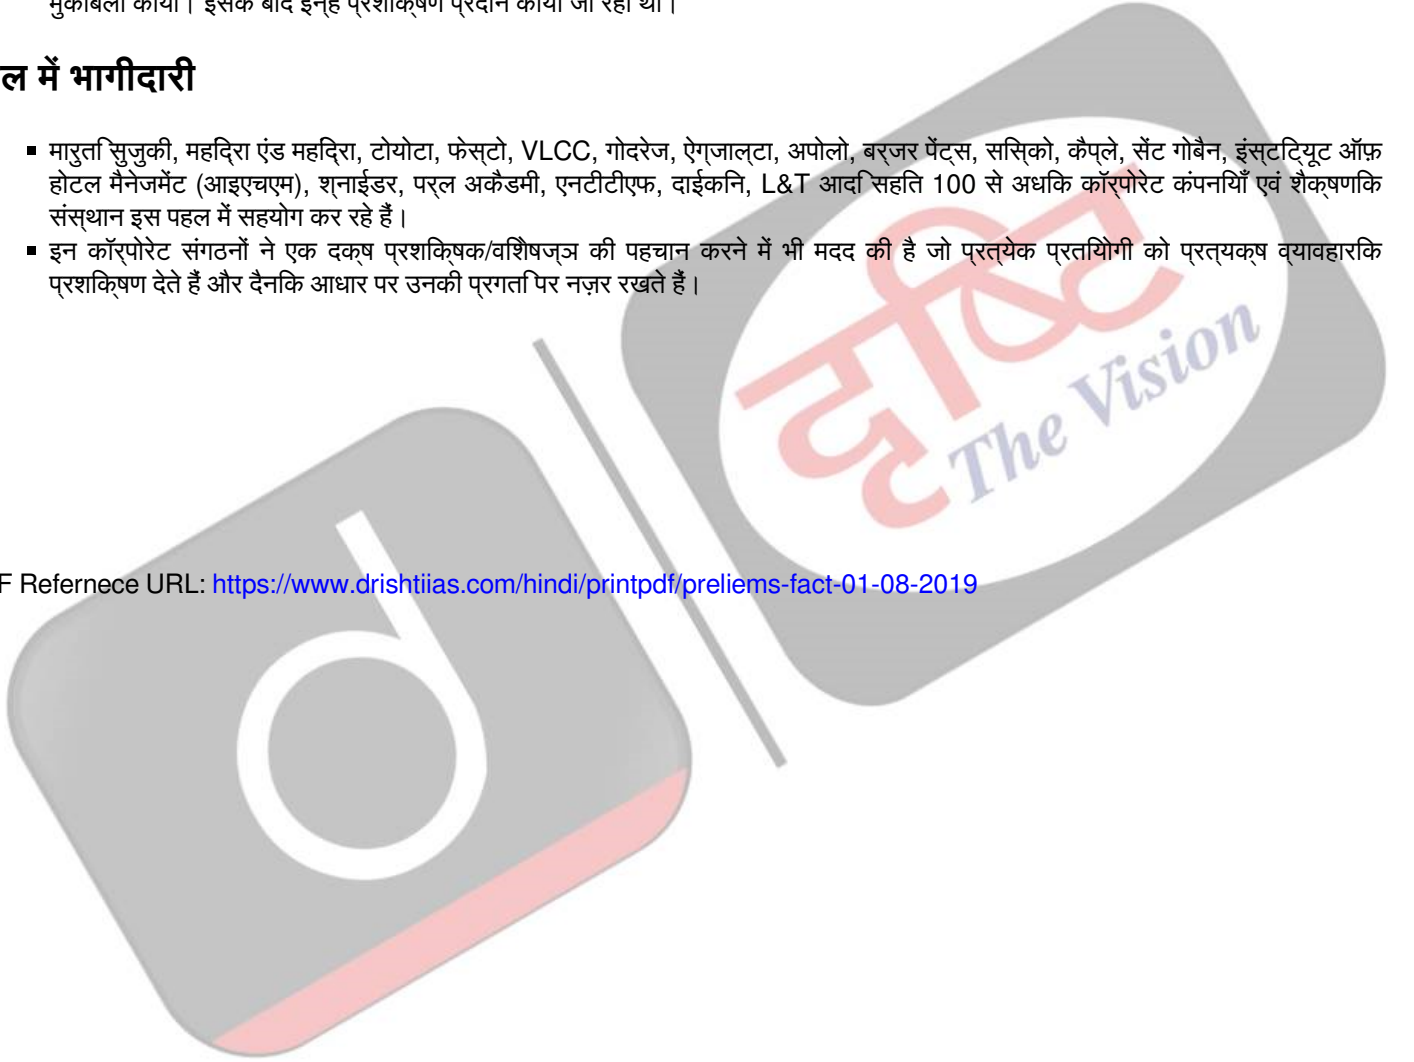 मुकाबला किया। इसके बाद इन्हें प्रशिक्षण प्रदान किया जा रहा था।
ल में भागीदारी
▪ मारुति सुजुकी, महिंद्रा एंड महिंद्रा, टोयोटा, फेस्टो, VLCC, गोदरेज, ऐग्जाल्टा, अपोलो, बर्जर पेंट्स, सिस्को, कैप्ले, सेंट गोबैन, इंस्टिट्यूट ऑफ़
होटल मैनेजमेंट (आइएचएम), श्नाईडर, पर्ल अकैडमी, एनटीटीएफ, दाईकिन, L&T आदि सहित 100 से अधिक कॉर्पोरेट कंपनियाँ एवं शैक्षणिक
संस्थान इस पहल में सहयोग कर रहे हैं।
▪ इन कॉर्पोरेट संगठनों ने एक दक्ष प्रशिक्षक/विशेषज्ञ की पहचान करने में भी मदद की है जो प्रत्येक प्रतियोगी को प्रत्यक्ष व्यावहारिक
प्रशिक्षण देते हैं और दैनिक आधार पर उनकी प्रगति पर नज़र रखते हैं।
दृष्टि
The Vision
F Refernece URL: https://www.drishtiias.com/hindi/printpdf/preliems-fact-01-08-2019